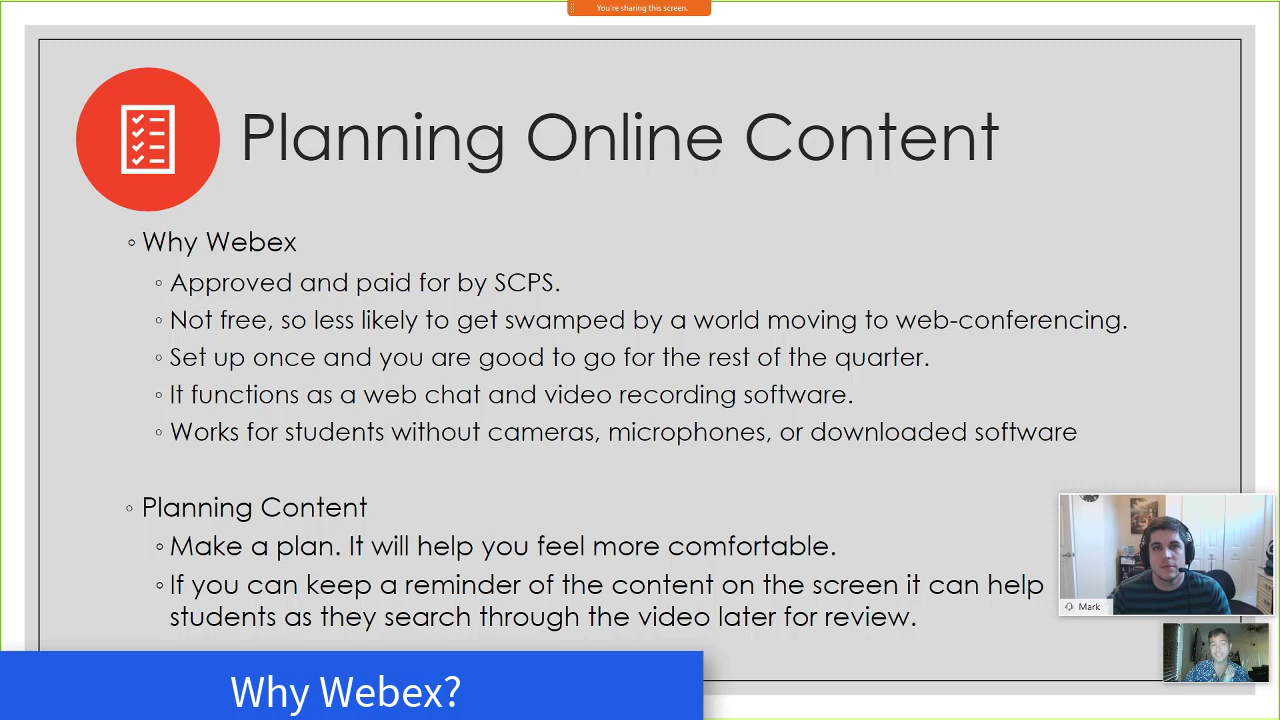 You're sharing this screen.
Planning Online Content
◦ Why Webex
◦ Approved and paid for by SCPS.
◦ Not free, so less likely to get swamped by a world moving to web-conferencing.
◦ Set up once and you are good to go for the rest of the quarter.
◦ It functions as a web chat and video recording software.
◦ Works for students without cameras, microphones, or downloaded software
◦ Planning Content
◦ Make a plan. It will help you feel more comfortable.
◦ If you can keep a reminder of the content on the screen it can help
students as they search through the video later for review.
Mark
Why Webex?